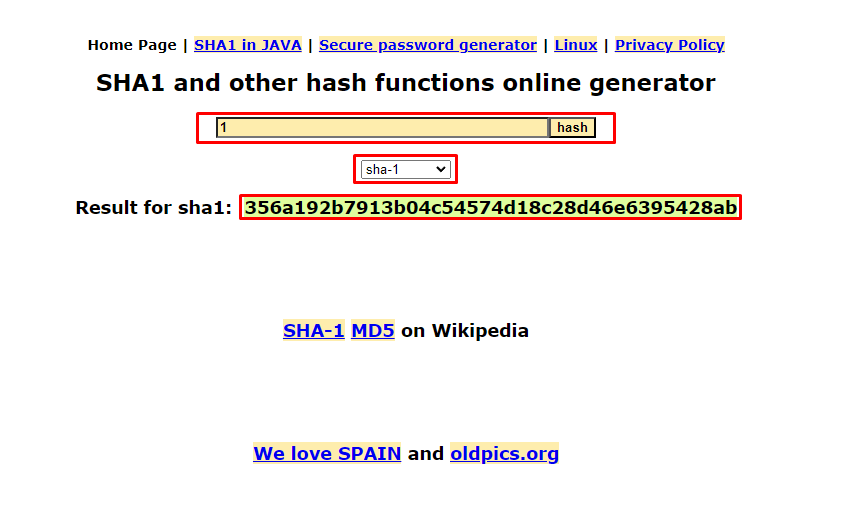 Home Page | SHA1 in JAVA | Secure password generator | Linux | Privacy Policy
SHA1 and other hash functions online generator
1 hash
sha-1
Result for sha1: 356a192b7913b04c54574d18c28d46e6395428ab
SHA-1 MD5 on Wikipedia
We love SPAIN and oldpics.org